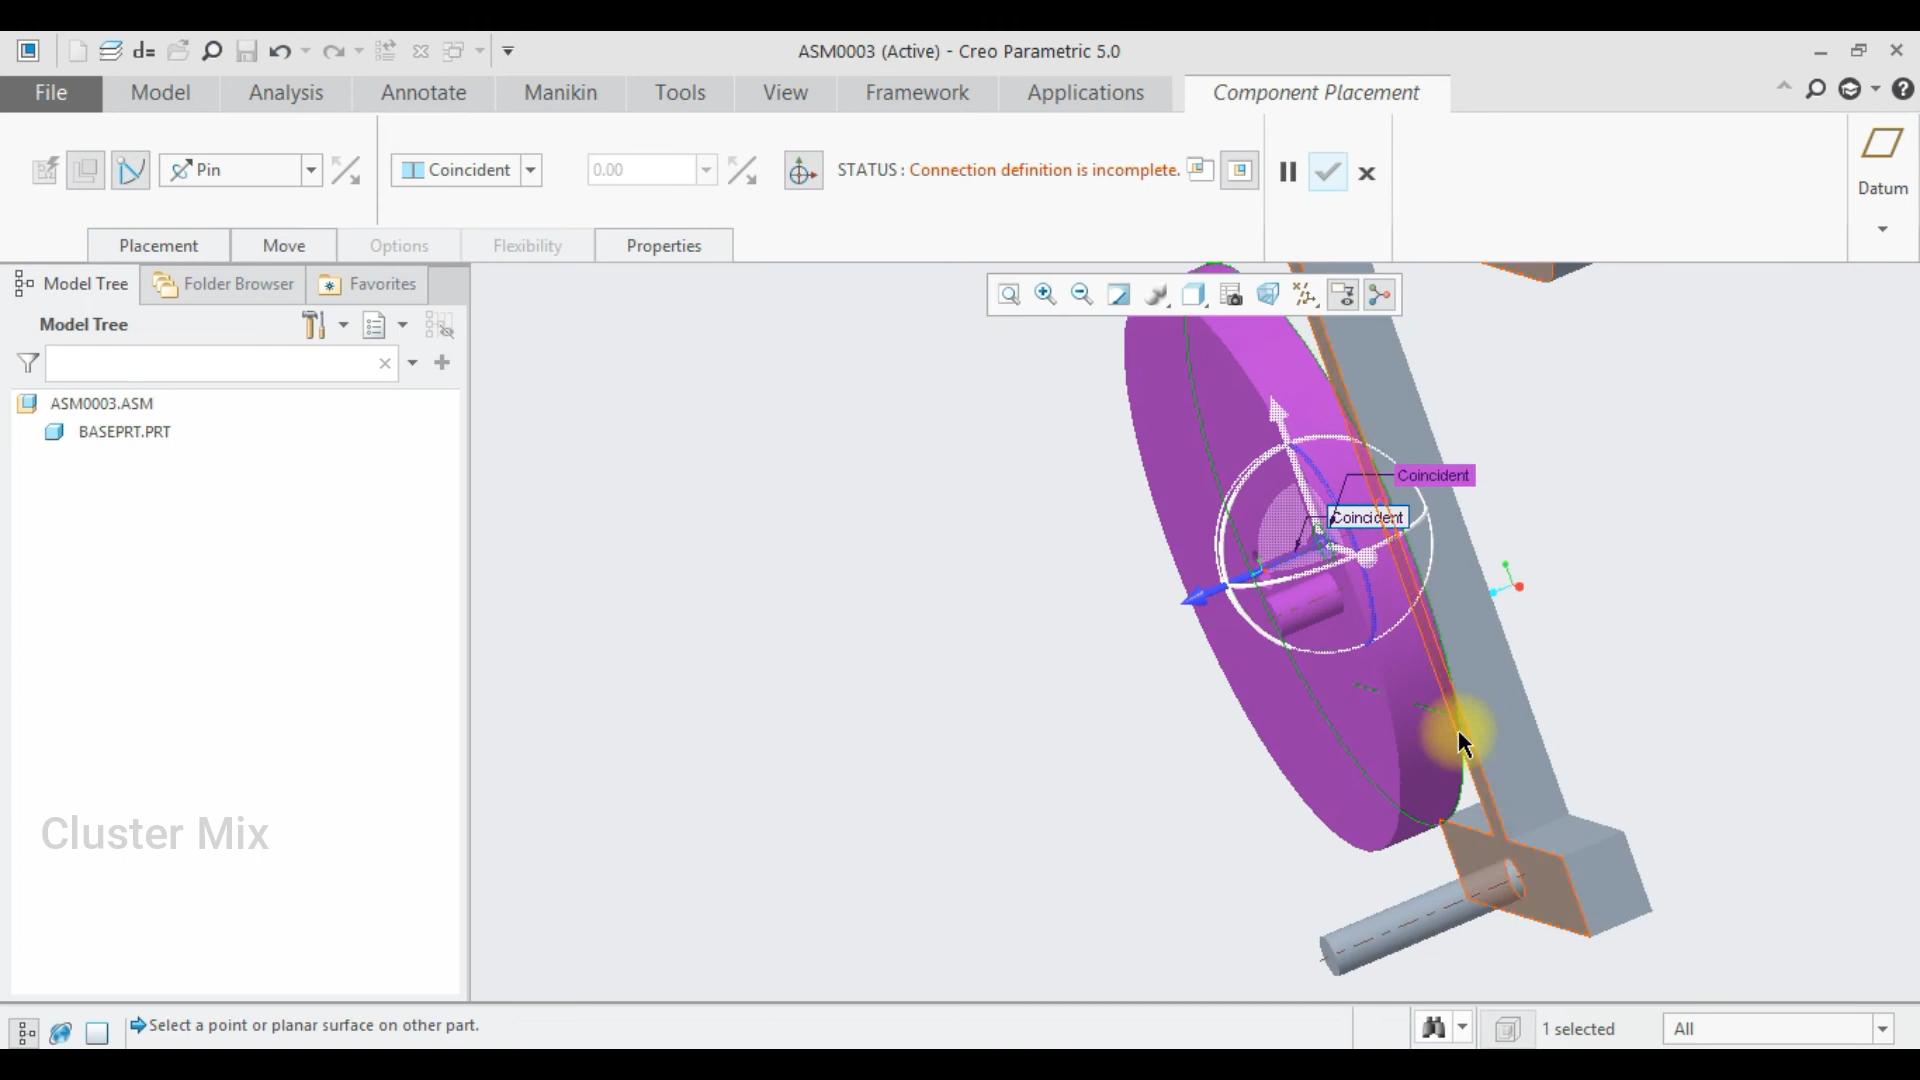 ASM0003 (Active) - Creo Parametric 5.0
File Model Analysis Annotate Manikin Tools View Framework Applications Component Placement
Pin Coincident 0.00 STATUS : Connection definition is incomplete.
Datum
Placement Move Options Flexibility Properties
Model Tree Folder Browser Favorites
Model Tree
ASM0003.ASM
BASEPRT.PRT
Coincident
Coincident
Cluster Mix
Select a point or planar surface on other part.
1 selected All